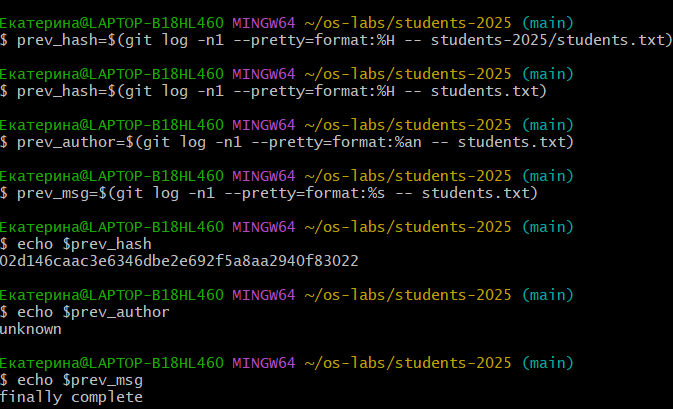 Екатерина@LAPTOP-B18HL460 MINGW64 ~/os-labs/students-2025 (main)
$ prev_hash=$(git log -n1 --pretty=format:%H -- students-2025/students.txt)
Екатерина@LAPTOP-B18HL460 MINGW64 ~/os-labs/students-2025 (main)
$ prev_hash=$(git log -n1 --pretty=format:%H -- students.txt)
Екатерина@LAPTOP-B18HL460 MINGW64 ~/os-labs/students-2025 (main)
$ prev_author=$(git log -n1 --pretty=format:%an -- students.txt)
Екатерина@LAPTOP-B18HL460 MINGW64 ~/os-labs/students-2025 (main)
$ prev_msg=$(git log -n1 --pretty=format:%s -- students.txt)
Екатерина@LAPTOP-B18HL460 MINGW64 ~/os-labs/students-2025 (main)
$ echo $prev_hash
02d146caac3e6346dbe2e692f5a8aa2940f83022
Екатерина@LAPTOP-B18HL460 MINGW64 ~/os-labs/students-2025 (main)
$ echo $prev_author
unknown
Екатерина@LAPTOP-B18HL460 MINGW64 ~/os-labs/students-2025 (main)
$ echo $prev_msg
finally complete